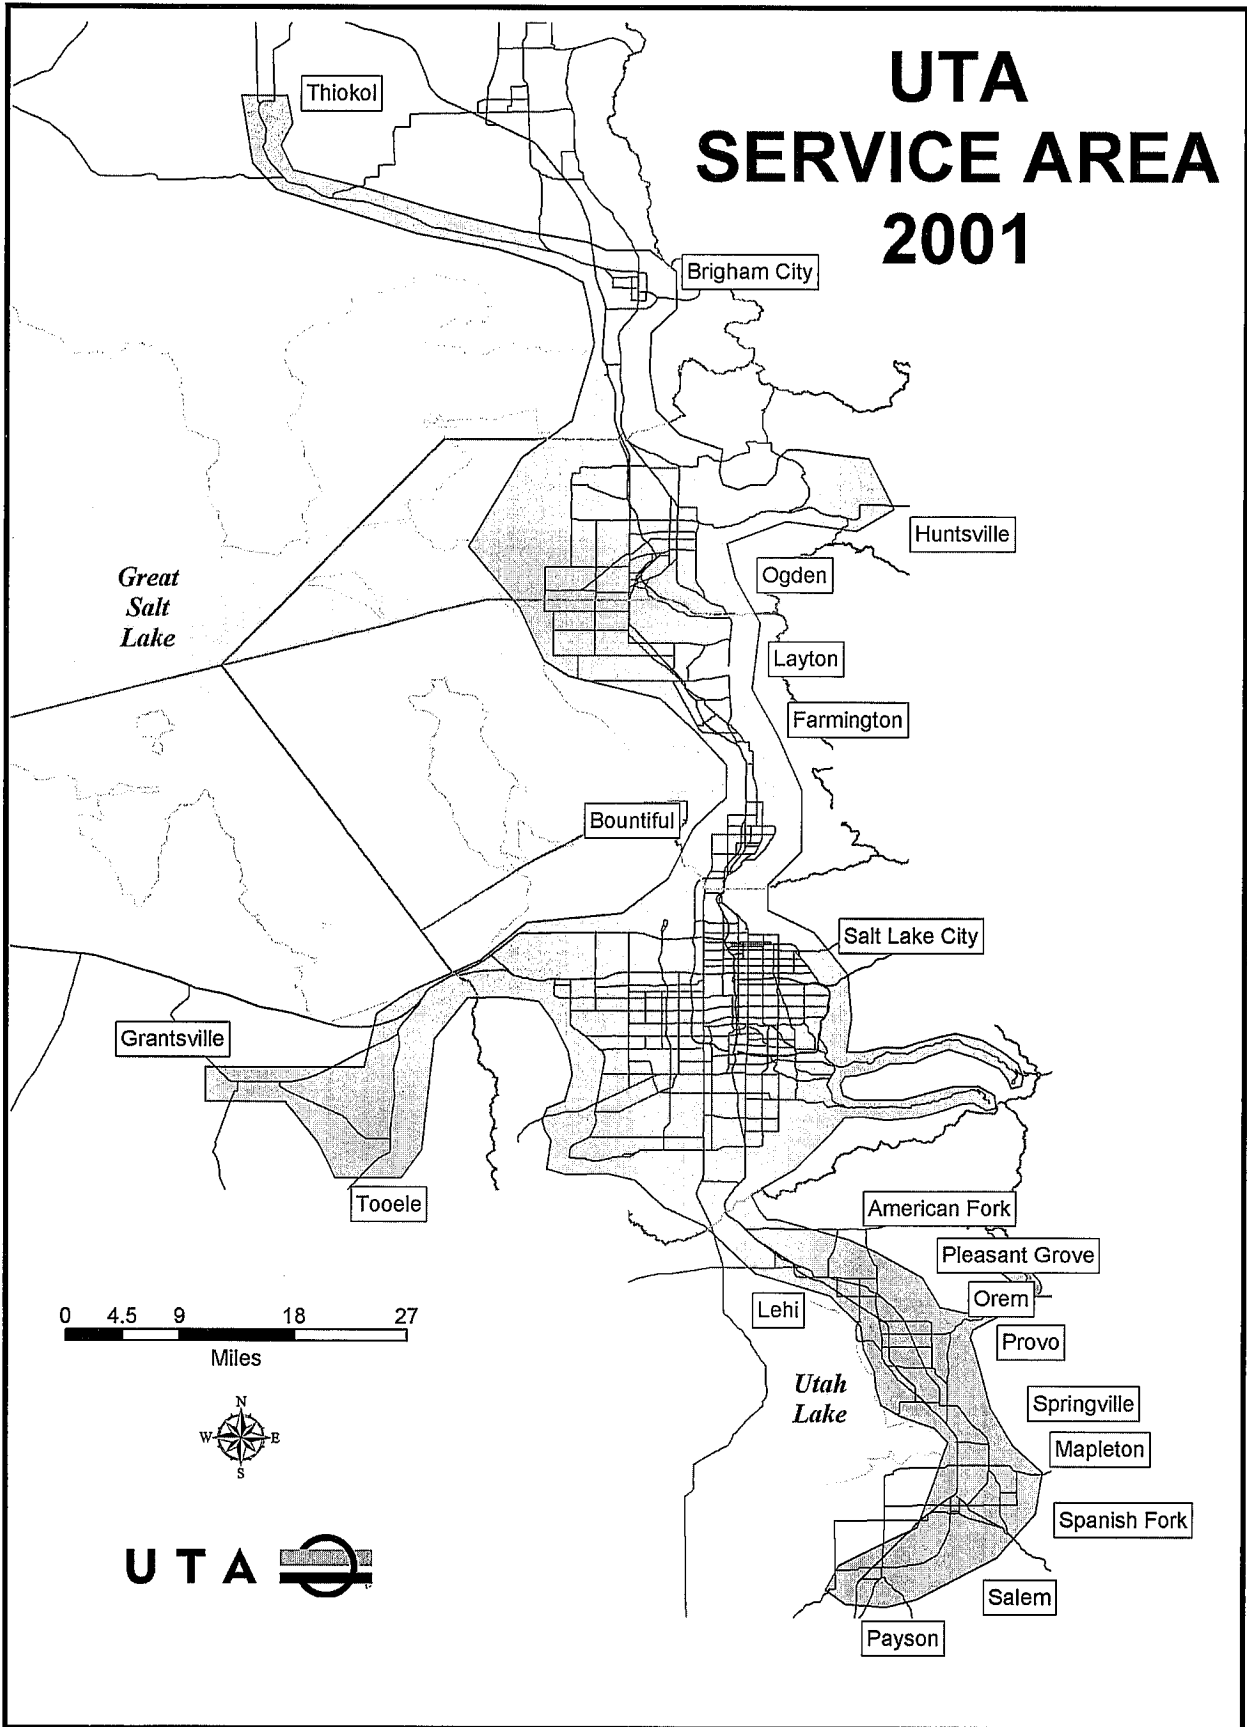 UTA
SERVICE AREA
2001
Thiokol
Brigham City
Huntsville
Ogden
Great
Salt
Lake
Layton
Farmington
Bountiful
Salt Lake City
Grantsville
Tooele
American Fork
Pleasant Grove
Orem
Lehi
Provo
0 4.5 9 18 27
Miles
Utah
Lake
Springville
Mapleton
Spanish Fork
Salem
Payson
N
W E
S
UTA